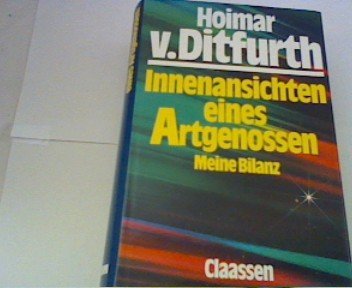 Hoimar
v.Ditfurth
Innenansichten
eines
Artgenossen
Meine Bilanz
Claassen